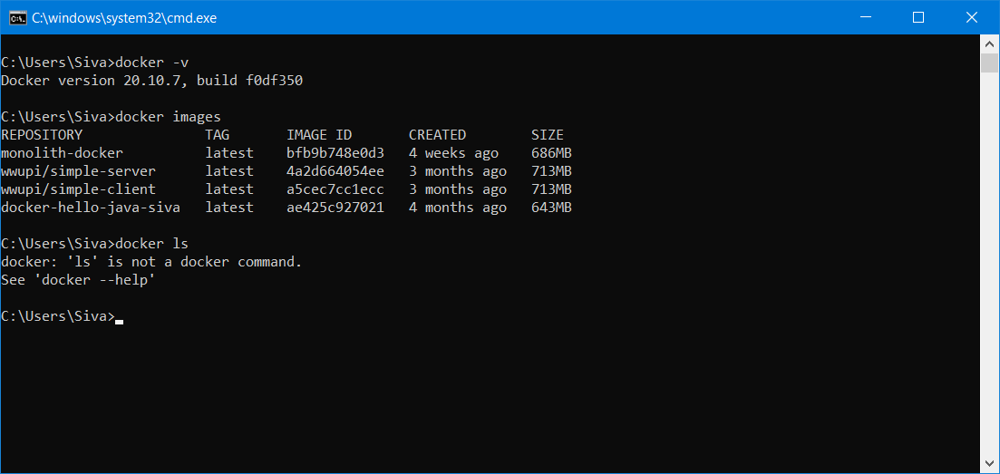 C:\windows\system32\cmd.exe
C:\Users\Siva>docker -v
Docker version 20.10.7, build f0df350
C:\Users\Siva>docker images
REPOSITORY TAG IMAGE ID CREATED SIZE
monolith-docker latest bfb9b748e0d3 4 weeks ago 686MB
wwupi/simple-server latest 4a2d664054ee 3 months ago 713MB
wwupi/simple-client latest a5cec7cc1ecc 3 months ago 713MB
docker-hello-java-siva latest ae425c927021 4 months ago 643MB
C:\Users\Siva>docker ls
docker: 'ls' is not a docker command.
See 'docker --help'
C:\Users\Siva>